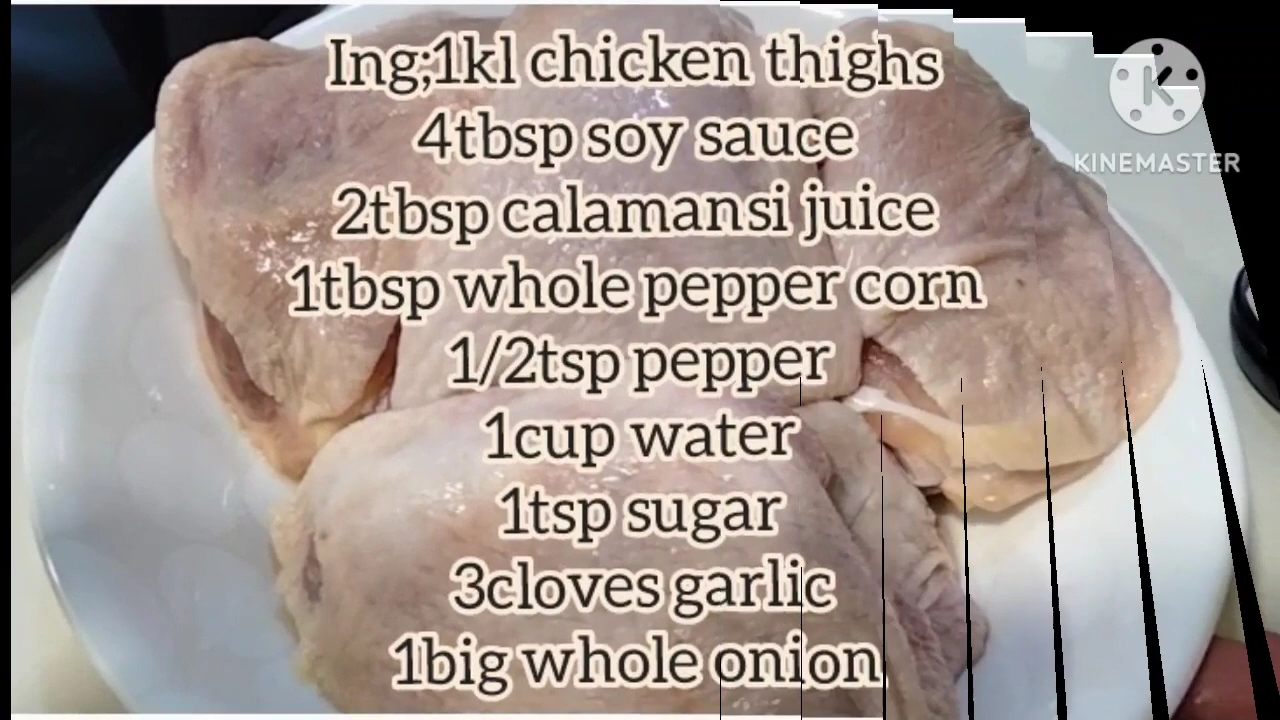 Ing;1kl chicken thighs
4tbsp soy sauce
2tbsp calamansi juice
1tbsp whole pepper corn
1/2tsp pepper
1cup water
1tsp sugar
3cloves garlic
1big whole onion
KINEMASTER